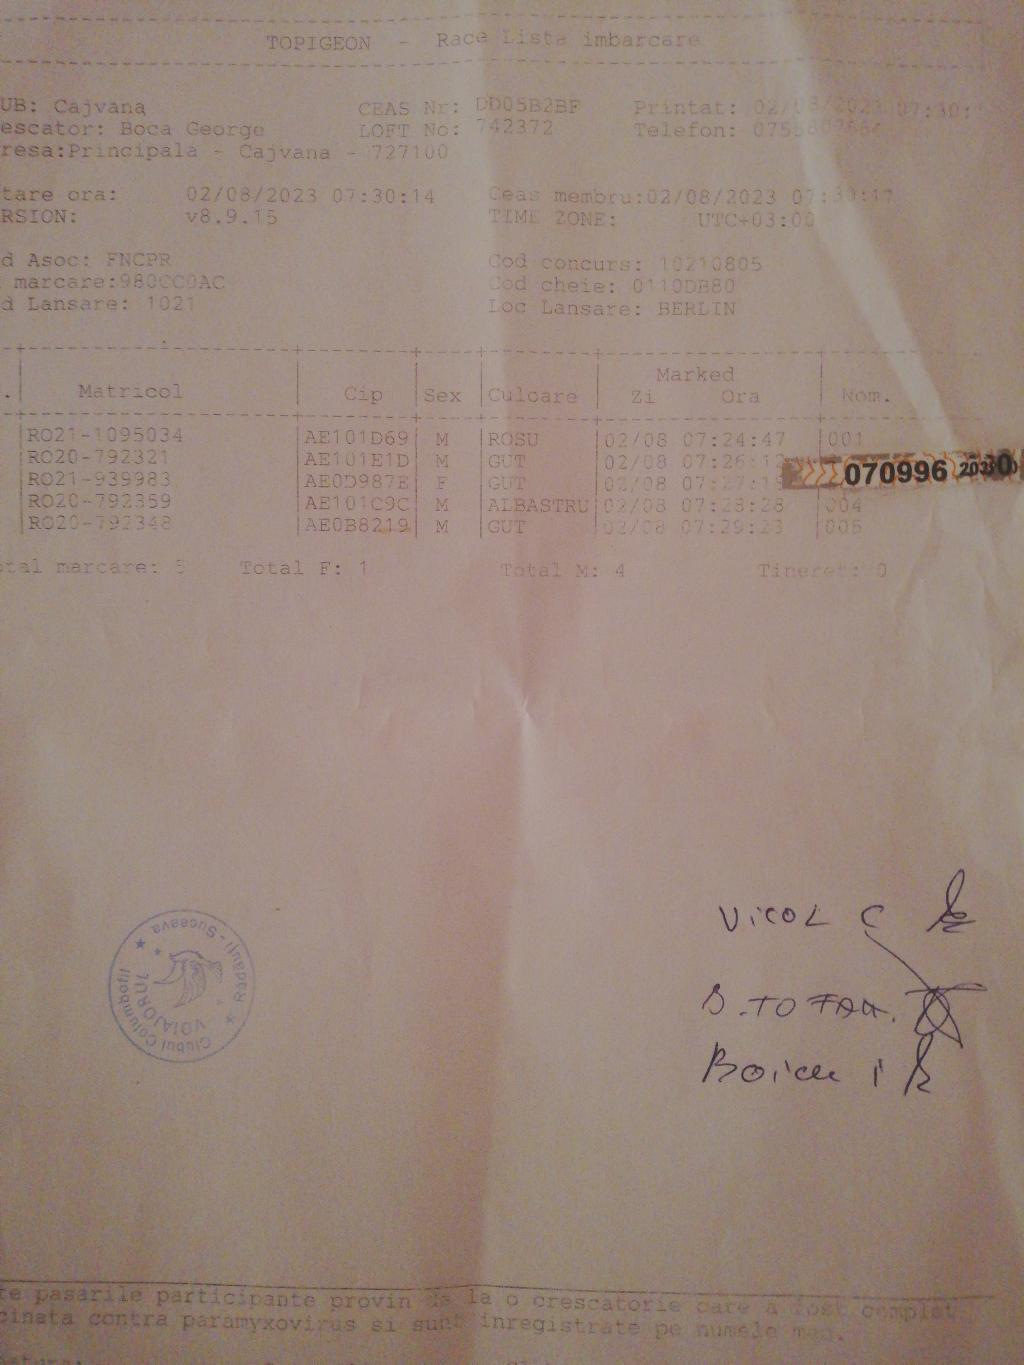 TOPIGEON - Race Lista imbarcare
UB: Cajvana CEAS Nr: DD05B2BF Printat: 02/08/2023 07:30:
escator: Boca George LOFT No: 742372 Telefon:
resa:Principala - Cajvana - 727100
tare ora: 02/08/2023 07:30:14 Ceas membru:02/08/2023 07:30:17
RSION: v8.9.15 TIME ZONE: UTC+03:00
d Asoc: FNCPR Cod concurs: 10210805
marcare:980CC0AC Cod cheie: 0110DB80
d Lansare: 1021 Loc Lansare: BERLIN
Marked
. Matricol Cip Sex Culoare Zi Ora Nom.
RO21-1095034 AE101D69 M ROSU 02/08 07:24:47 001
RO20-792321 AE101E1D M GUT 02/08 07:26:
070996
RO21-939983 AE0D987E F GUT 02/08 07:27:
RO20-792359 AE101C9C M ALBASTRU 02/08 07:28:28 004
RO20-792348 AE0B8219 M GUT 02/08 07:29:23 005
tal marcare: 5 Total F: 1 Total M: 4 Tineret: 0
VICOL C
Clubul Columbofil
VOIAJORUL
Radauti - Suceava
te pasarile participante provin de la o crescatorie care a fost complet
cinata contra paramyxovirus si sunt inregistrate pe numele meu.